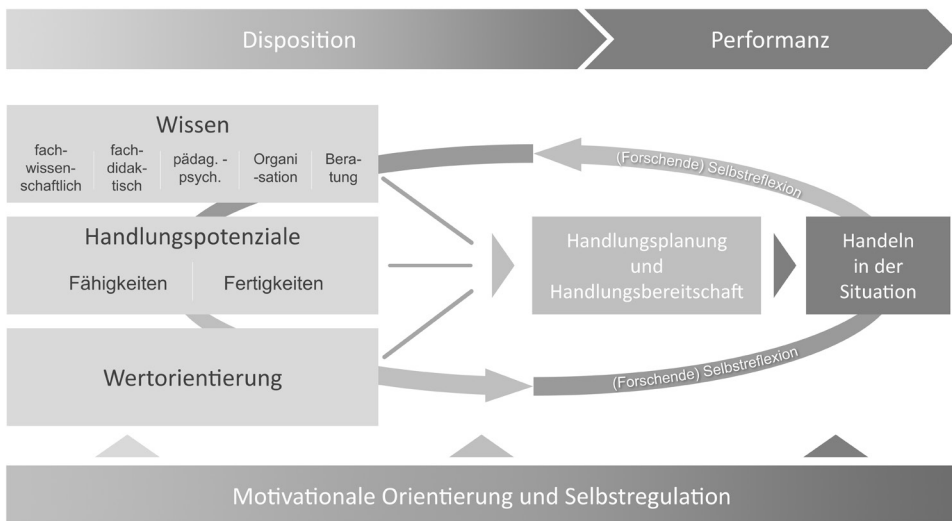 Disposition
Performanz
Wissen
fach-
wissen-
schaftlich
fach-
didak-
tisch
pädag. -
psych.
Organi
-sation
Bera-
tung
(Forschende) Selbstreflexion
Handlungspotenziale
Fähigkeiten
Fertigkeiten
Handlungsplanung
und
Handlungsbereitschaft
Handeln
in der
Situation
Wertorientierung
(Forschende) Selbstreflexion
Motivationale Orientierung und Selbstregulation